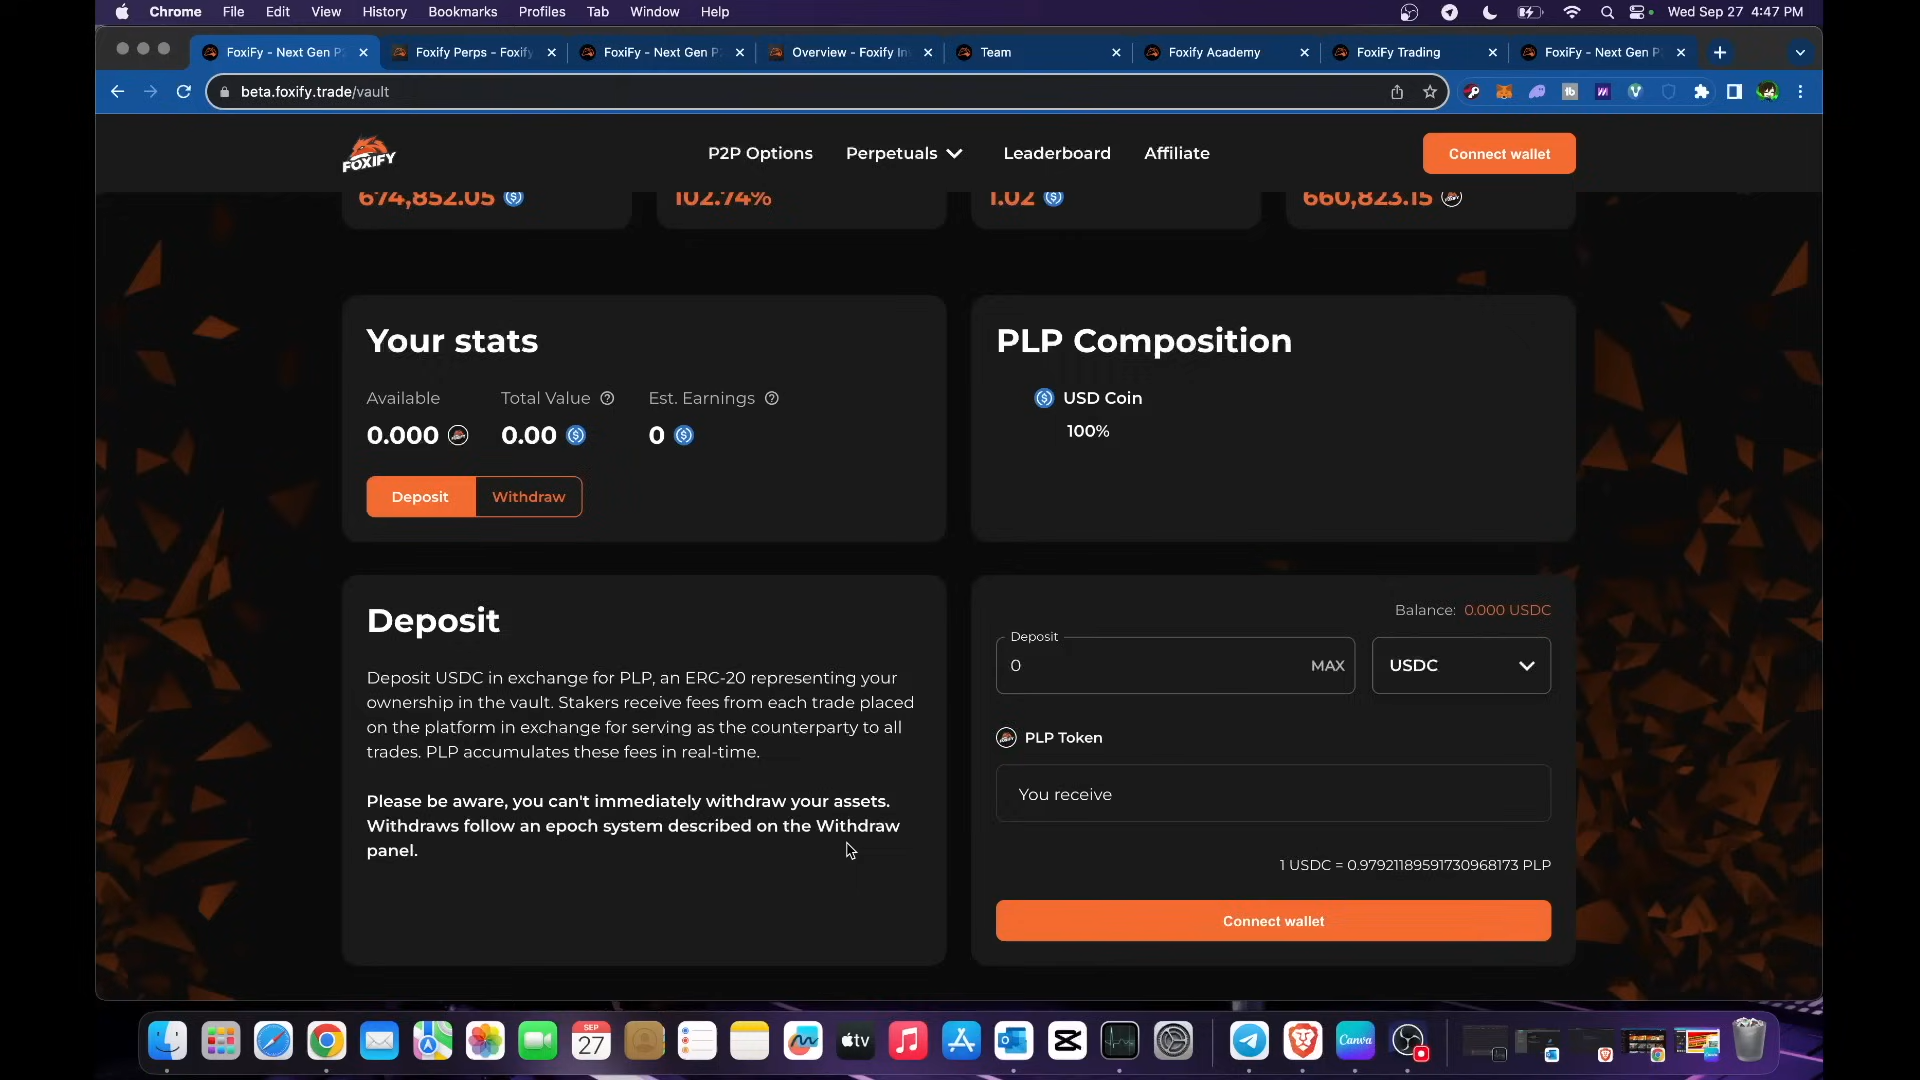 Chrome File Edit View History Bookmarks Profiles Tab Window Help Wed Sep 27 4:47 PM
FoxiFy - Next Gen P Foxify Perps - Foxify FoxiFy - Next Gen P Overview - Foxify In Team Foxify Academy FoxiFy Trading FoxiFy - Next Gen P
beta.foxify.trade/vault
FOXIFY P2P Options Perpetuals Leaderboard Affiliate Connect wallet
674,852.05 102.74% 1.02 660,823.15
Your stats
Available Total Value Est. Earnings
0.000 0.00 0
Deposit Withdraw
PLP Composition
USD Coin
100%
Deposit
Deposit USDC in exchange for PLP, an ERC-20 representing your
ownership in the vault. Stakers receive fees from each trade placed
on the platform in exchange for serving as the counterparty to all
trades. PLP accumulates these fees in real-time.
Please be aware, you can't immediately withdraw your assets.
Withdraws follow an epoch system described on the Withdraw
panel.
Balance: 0.000 USDC
Deposit
0 MAX USDC
PLP Token
You receive
1 USDC = 0.97921189591730968173 PLP
Connect wallet
SEP
27
tv
Canva